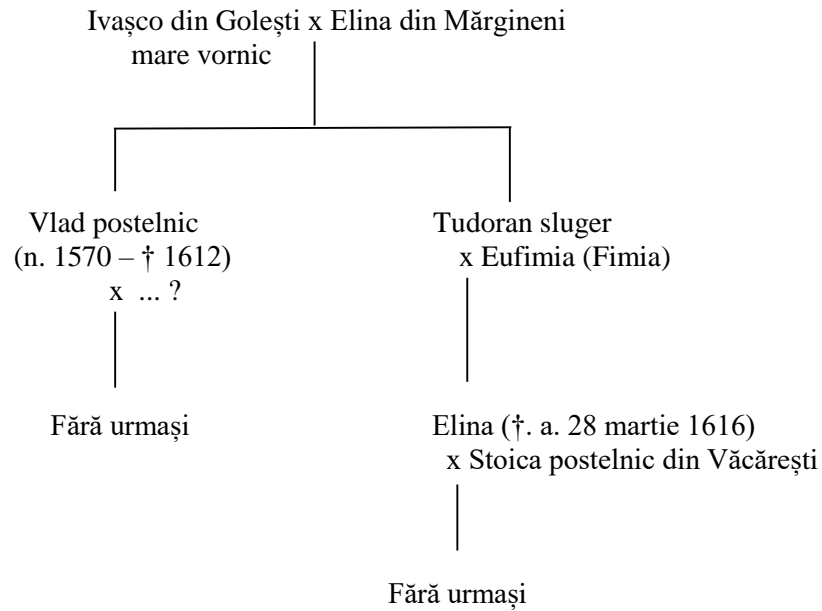 Ivașco din Golești x Elina din Mărgineni
mare vornic
Vlad postelnic
(n. 1570 – † 1612)
x ... ?
Fără urmași
Tudoran sluger
x Eufimia (Fimia)
Elina (†. a. 28 martie 1616)
x Stoica postelnic din Văcărești
Fără urmași